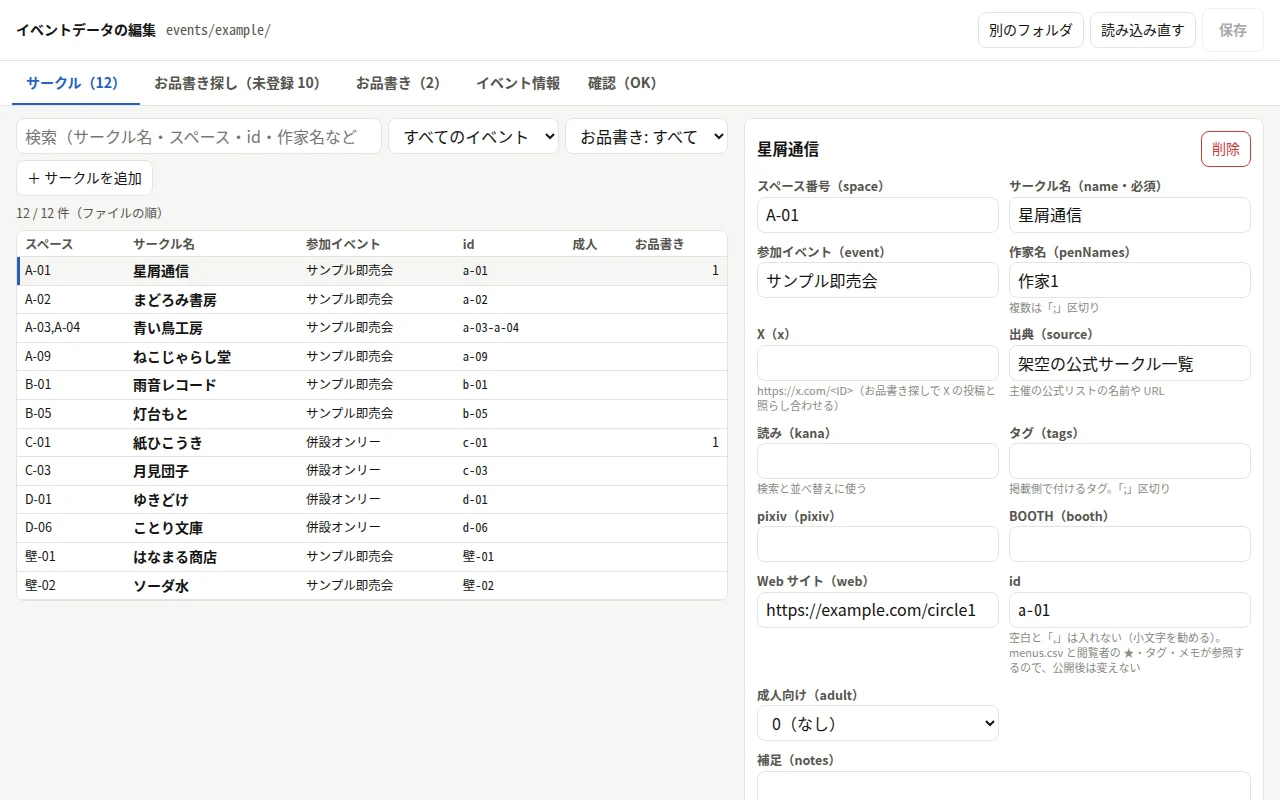 イベントデータの編集 events/example/
別のフォルダ 読み込み直す 保存
サークル（12） お品書き探し（未登録 10） お品書き（2） イベント情報 確認（OK）
検索（サークル名・スペース・id・作家名など すべてのイベント お品書き: すべて
＋ サークルを追加
12 / 12 件（ファイルの順）
スペース サークル名 参加イベント id 成人 お品書き
A-01 星屑通信 サンプル即売会 a-01 1
A-02 まどろみ書房 サンプル即売会 a-02
A-03,A-04 青い鳥工房 サンプル即売会 a-03-a-04
A-09 ねこじゃらし堂 サンプル即売会 a-09
B-01 雨音レコード サンプル即売会 b-01
B-05 灯台もと サンプル即売会 b-05
C-01 紙ひこうき 併設オンリー c-01 1
C-03 月見団子 併設オンリー c-03
D-01 ゆきどけ 併設オンリー d-01
D-06 ことり文庫 併設オンリー d-06
壁-01 はなまる商店 サンプル即売会 壁-01
壁-02 ソーダ水 サンプル即売会 壁-02
星屑通信 削除
スペース番号（space） サークル名（name・必須）
A-01 星屑通信
参加イベント（event） 作家名（penNames）
サンプル即売会 作家1
複数は「;」区切り
X（x） 出典（source）
架空の公式サークル一覧
https://x.com/<ID>（お品書き探しで X の投稿と 主催の公式リストの名前や URL
照らし合わせる）
読み（kana） タグ（tags）
検索と並べ替えに使う 掲載側で付けるタグ。「;」区切り
pixiv（pixiv） BOOTH（booth）
Web サイト（web） id
https://example.com/circle1 a-01
空白と「,」は入れない（小文字を勧める）。
menus.csv と閲覧者の ★・タグ・メモが参照す
るので、公開後は変えない
成人向け（adult）
0（なし）
補足（notes）